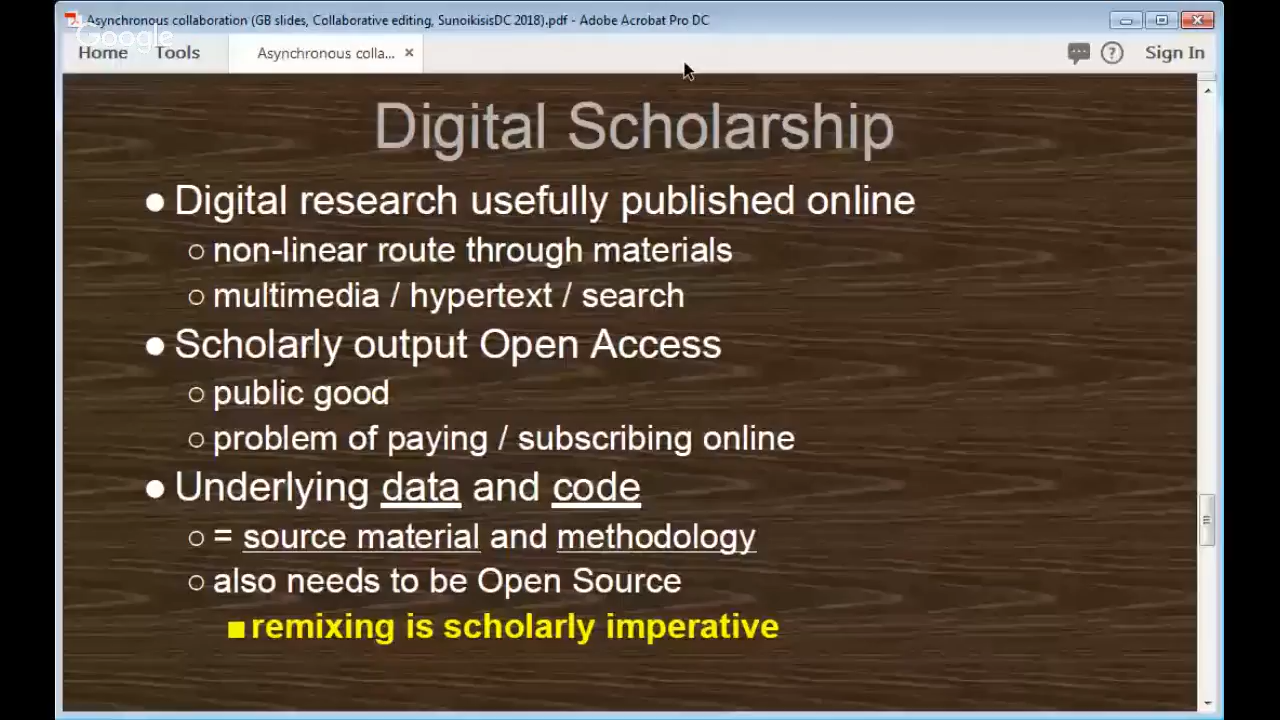 Asynchronous collaboration (GB slides, Collaborative editing, SunoikisisDC 2018).pdf - Adobe Acrobat Pro DC
Google
Home Tools Asynchronous colla... × Sign In
Digital Scholarship
● Digital research usefully published online
○ non-linear route through materials
○ multimedia / hypertext / search
● Scholarly output Open Access
○ public good
○ problem of paying / subscribing online
● Underlying data and code
○ = source material and methodology
○ also needs to be Open Source
■ remixing is scholarly imperative